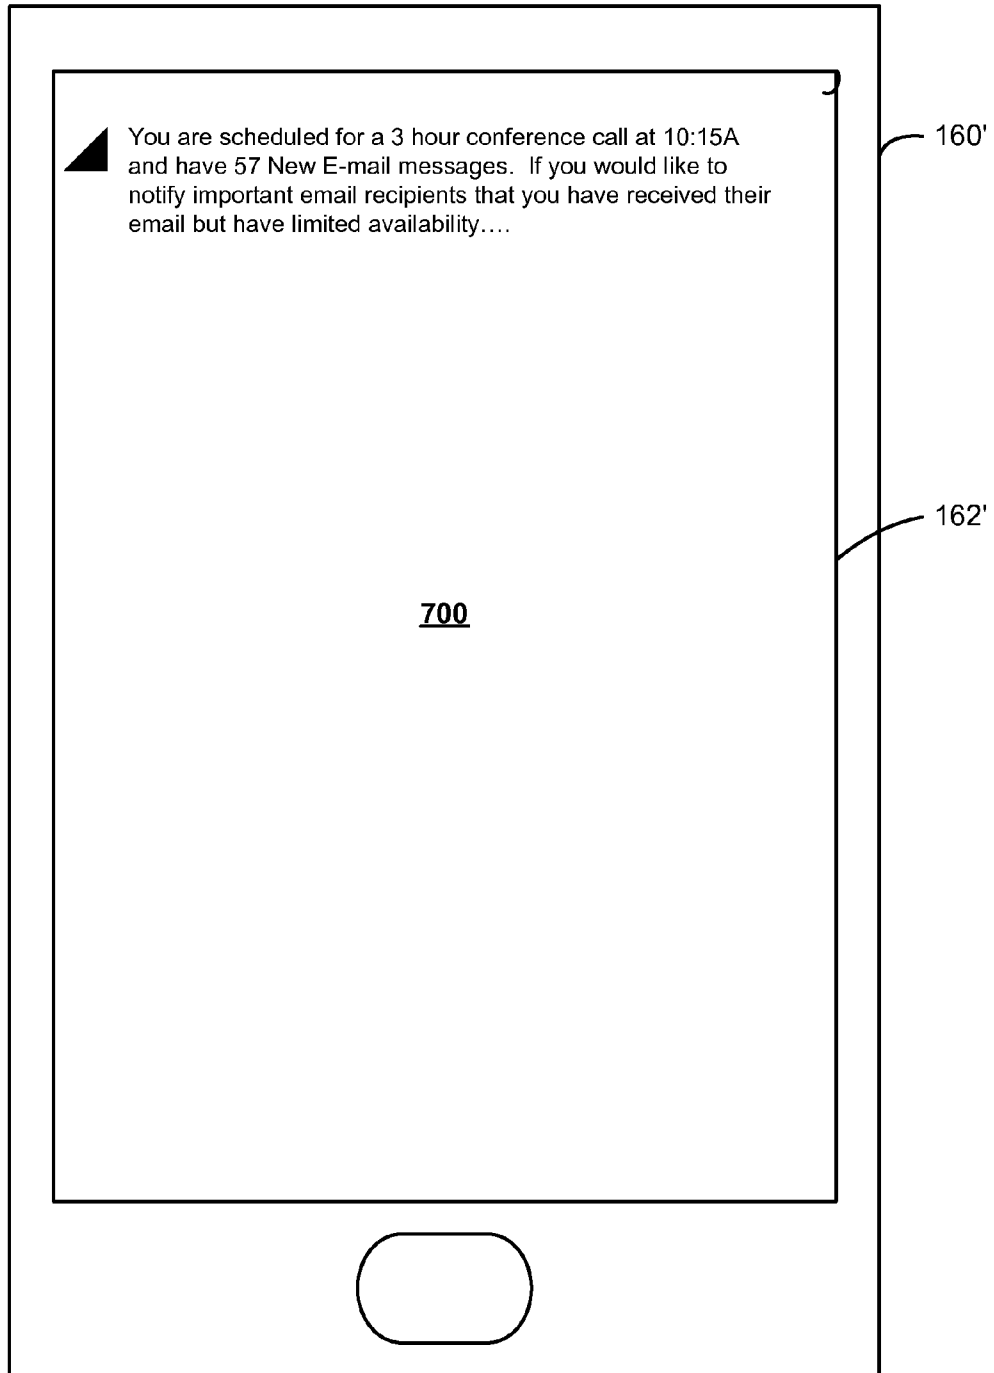 You are scheduled for a 3 hour conference call at 10:15A
and have 57 New E-mail messages.  If you would like to
notify important email recipients that you have received their
email but have limited availability....
160'
162'
700